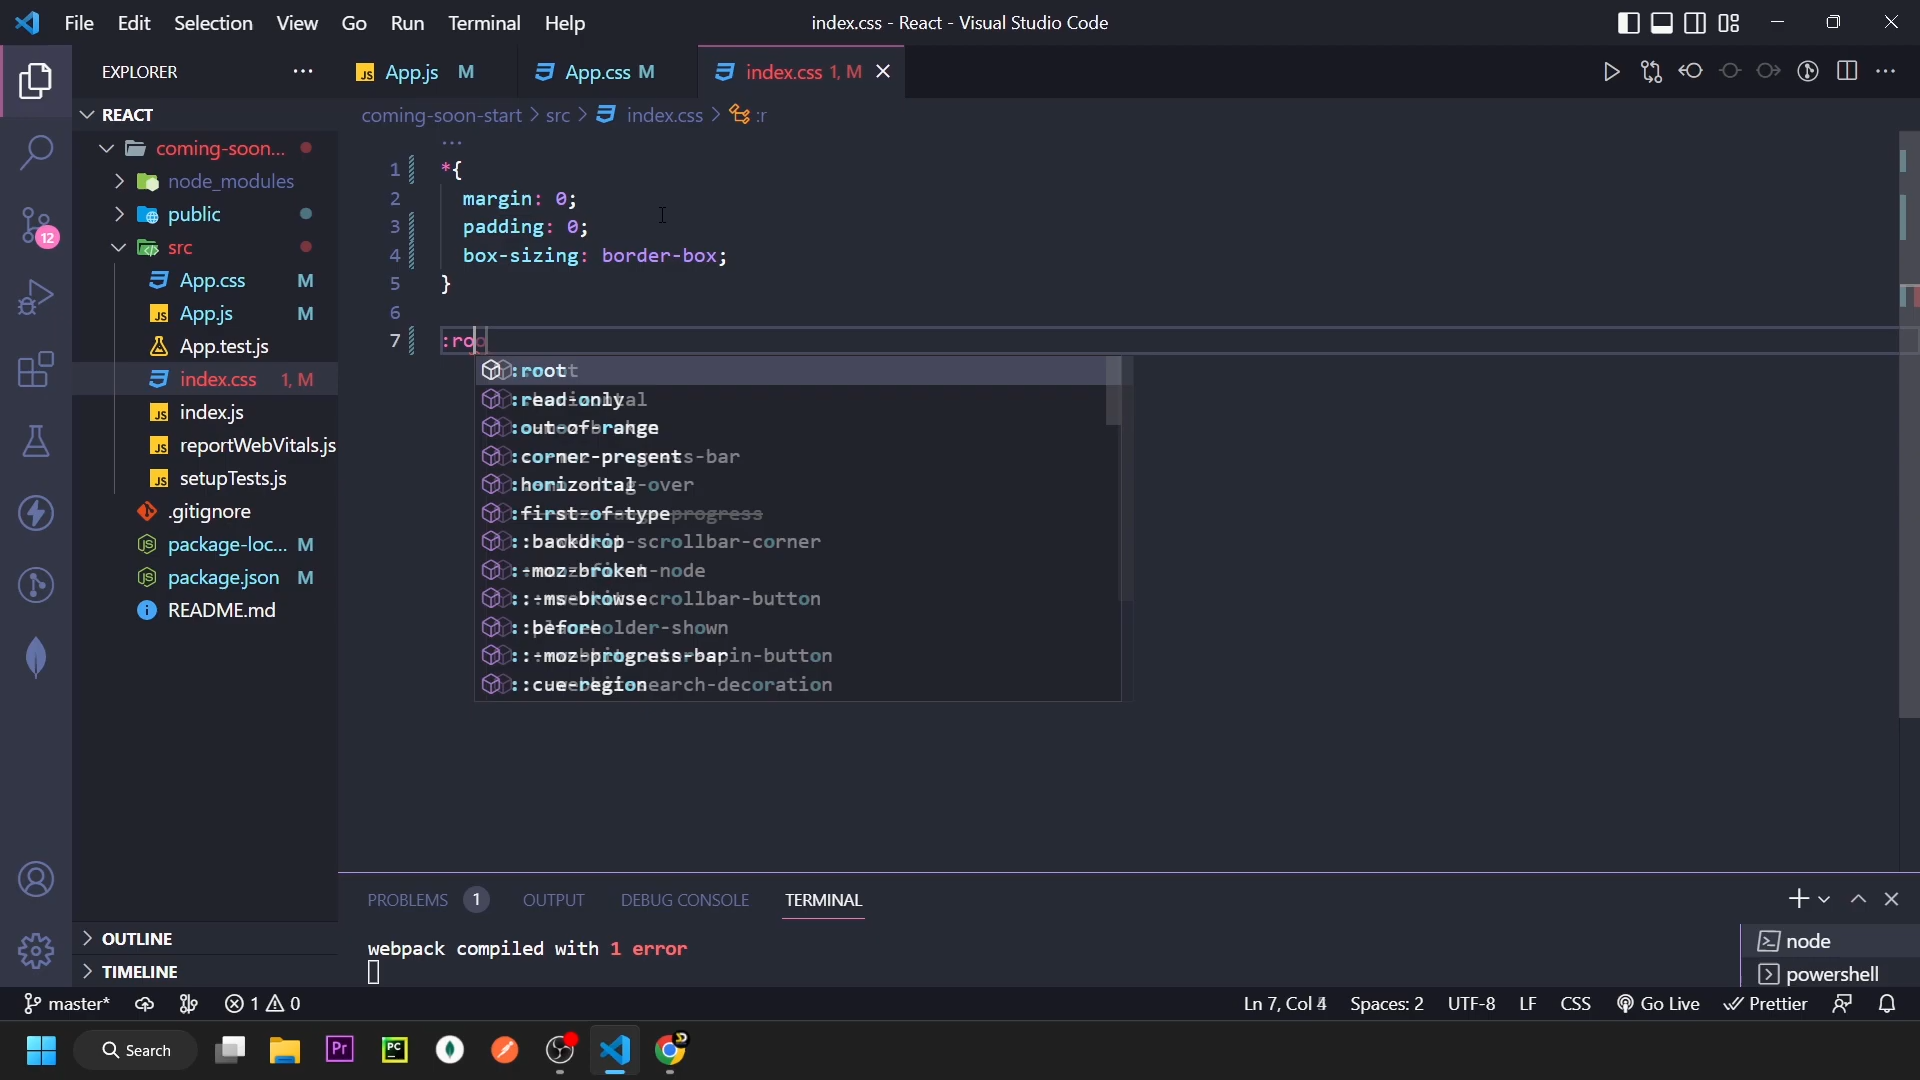 File Edit Selection View Go Run Terminal Help
index.css - React - Visual Studio Code
EXPLORER
App.js M
App.css M
index.css 1, M
REACT
coming-soon-start > src > index.css > :r
coming-soon...
node_modules
public
src
App.css M
App.js M
App.test.js
index.css 1, M
index.js
reportWebVitals.js
setupTests.js
.gitignore
package-loc... M
package.json M
README.md
12
OUTLINE
TIMELINE
1 *{
2 margin: 0;
3 padding: 0;
4 box-sizing: border-box;
5 }
6
7 :roo
:root
:read-only
:out-of-range
:corner-present
:horizontal
:first-of-type
::backdrop
:-moz-broken
::-ms-browse
::before
::-moz-progress-bar
::cue-region
PROBLEMS 1 OUTPUT DEBUG CONSOLE TERMINAL
webpack compiled with 1 error
node
powershell
master* 1 0
Ln 7, Col 4 Spaces: 2 UTF-8 LF CSS Go Live Prettier
Search
Pr
PC